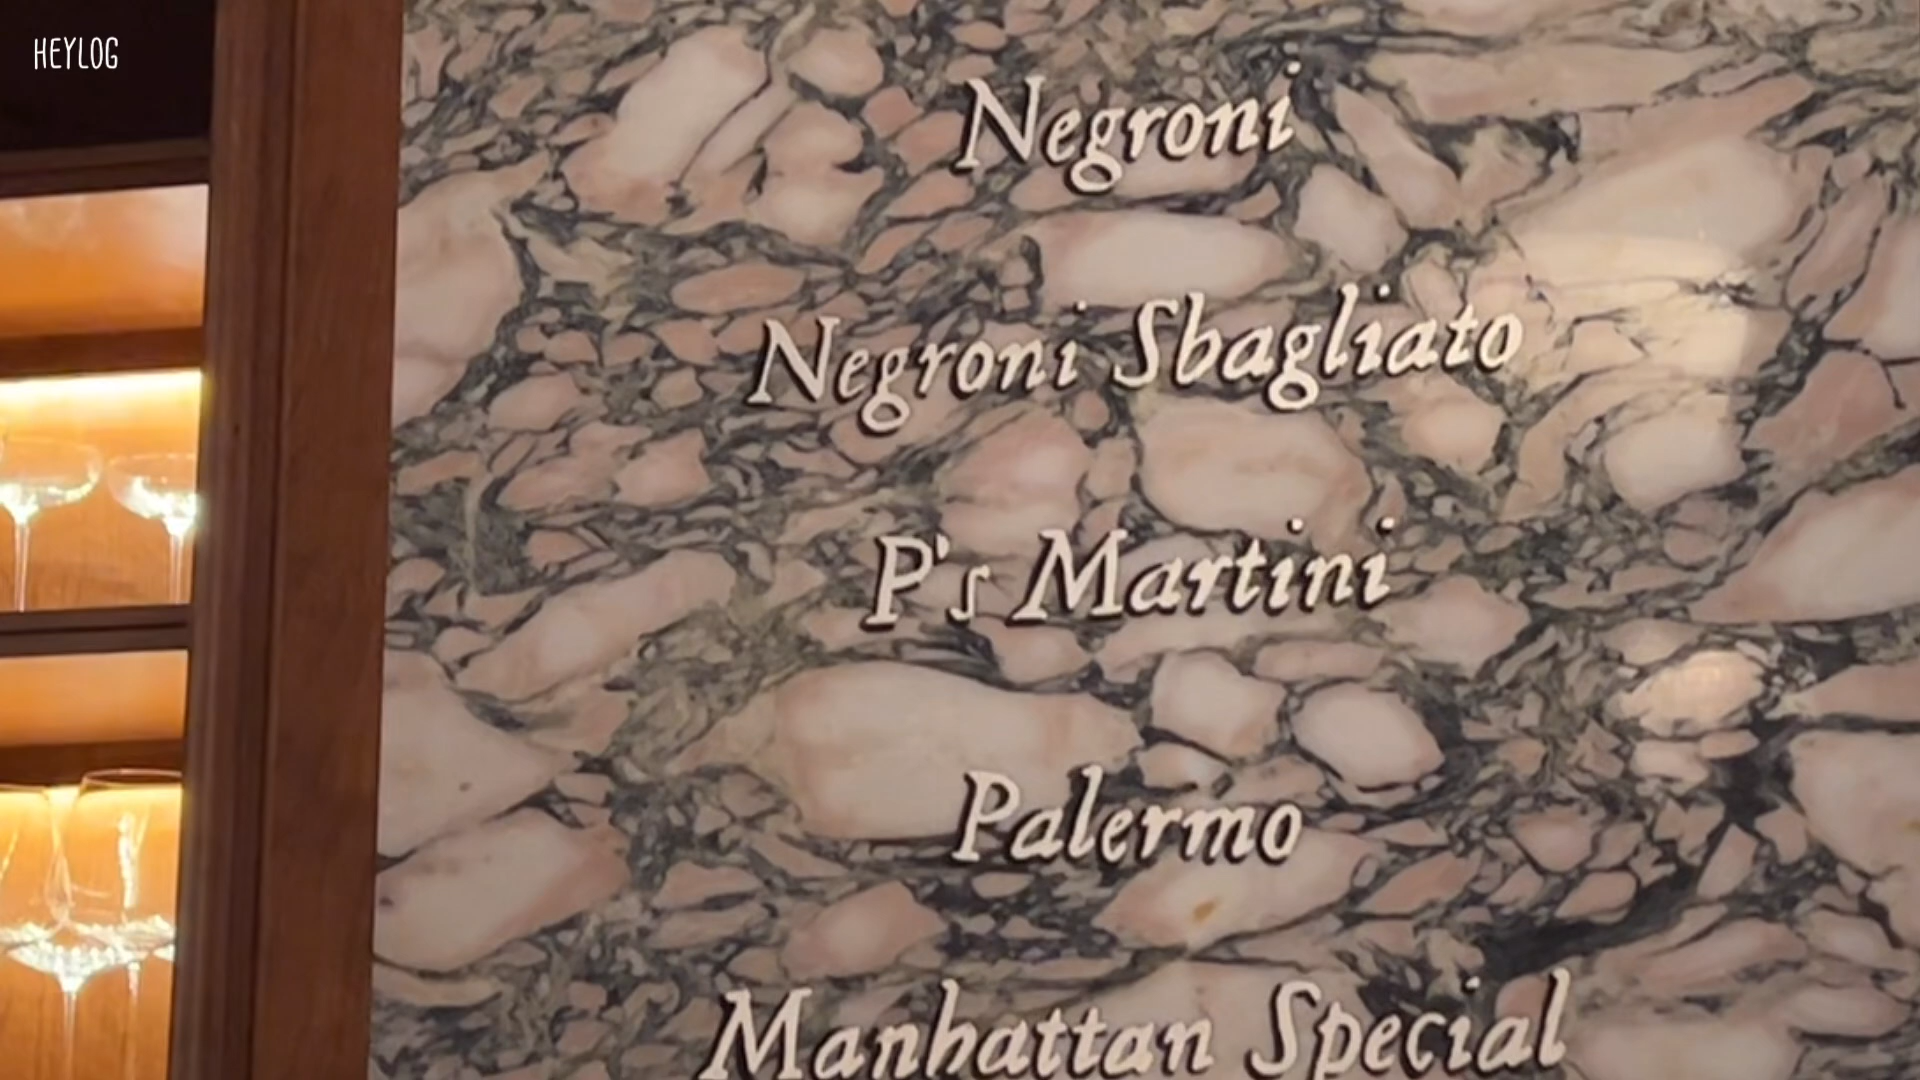 HEYLOG
Negroni
Negroni Sbagliato
P's Martini
Palermo
Manhattan Special